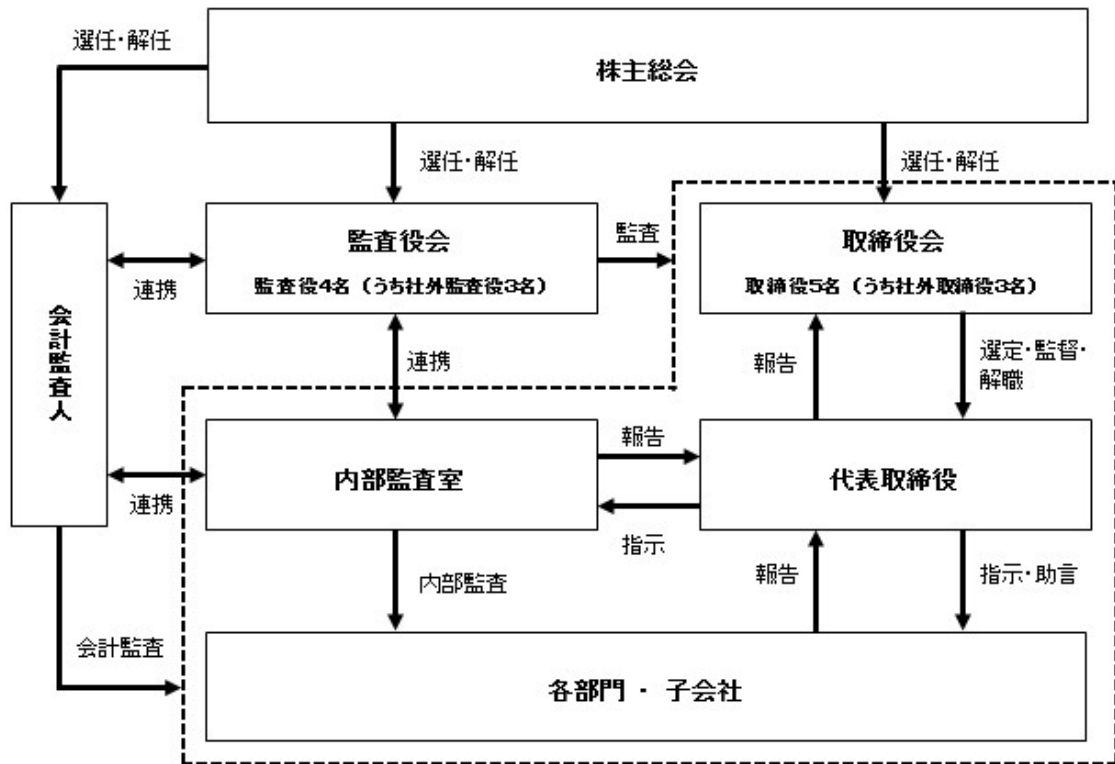 選任・解任
株主総会
選任・解任
選任・解任
監査役会
監査役4名（うち社外監査役3名）
監査
取締役会
取締役5名（うち社外取締役3名）
連携
会計監査人
連携
報告
選定・監督・
解職
内部監査室
報告
代表取締役
連携
指示
内部監査
報告
指示・助言
会計監査
各部門 ・ 子会社